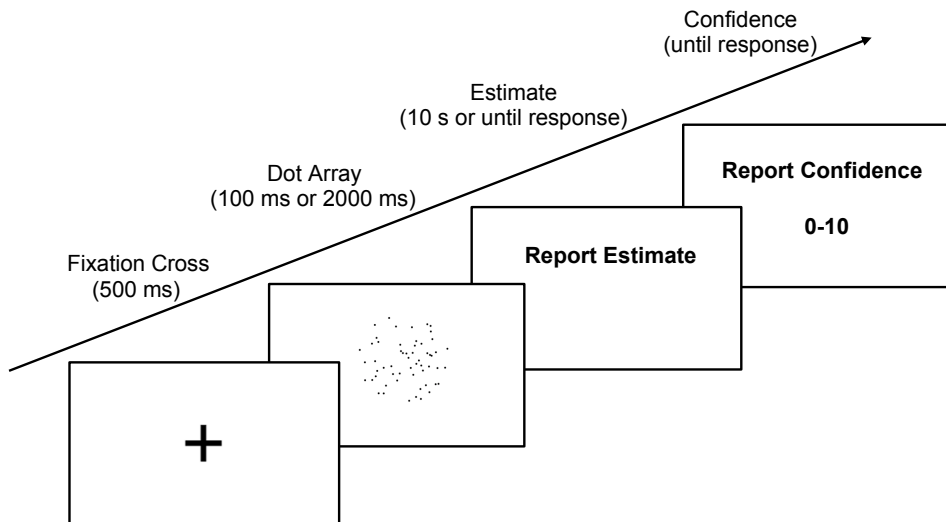 Confidence
(until response)
Estimate
(10 s or until response)
Dot Array
(100 ms or 2000 ms)
Fixation Cross
(500 ms)
Report Confidence
0-10
Report Estimate